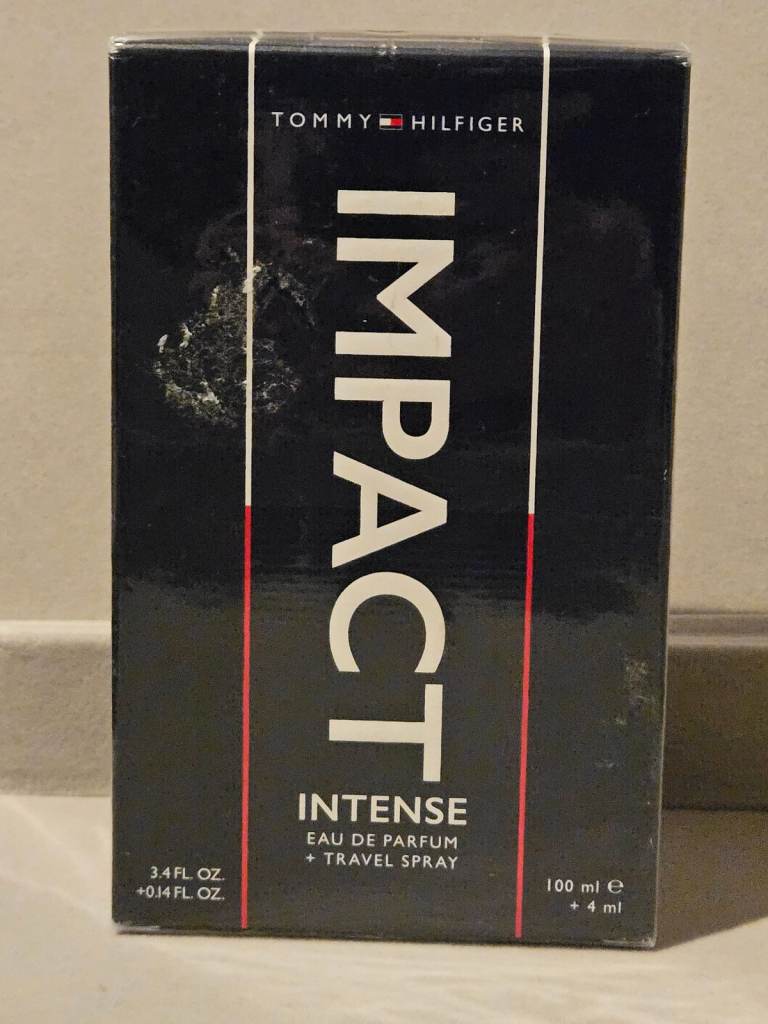 TOMMY HILFIGER
IMPACT
INTENSE
EAU DE PARFUM
+ TRAVEL SPRAY
3.4 FL. OZ.
+0.14 FL. OZ.
100 ml ℮
+ 4 ml